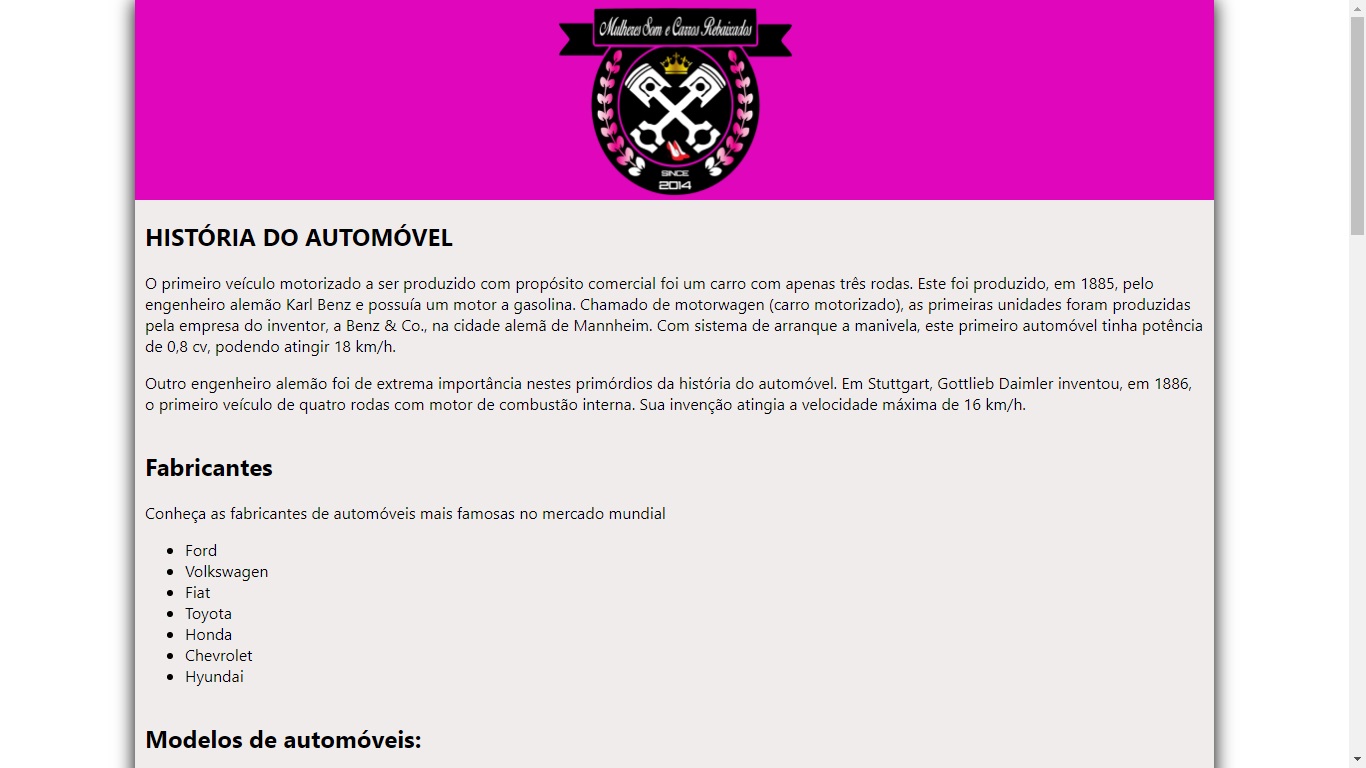 Mulheres Som e Carros Rebaixados
SINCE
2014
HISTÓRIA DO AUTOMÓVEL
O primeiro veículo motorizado a ser produzido com propósito comercial foi um carro com apenas três rodas. Este foi produzido, em 1885, pelo
engenheiro alemão Karl Benz e possuía um motor a gasolina. Chamado de motorwagen (carro motorizado), as primeiras unidades foram produzidas
pela empresa do inventor, a Benz & Co., na cidade alemã de Mannheim. Com sistema de arranque a manivela, este primeiro automóvel tinha potência
de 0,8 cv, podendo atingir 18 km/h.
Outro engenheiro alemão foi de extrema importância nestes primórdios da história do automóvel. Em Stuttgart, Gottlieb Daimler inventou, em 1886,
o primeiro veículo de quatro rodas com motor de combustão interna. Sua invenção atingia a velocidade máxima de 16 km/h.
Fabricantes
Conheça as fabricantes de automóveis mais famosas no mercado mundial
Ford
Volkswagen
Fiat
Toyota
Honda
Chevrolet
Hyundai
Modelos de automóveis: